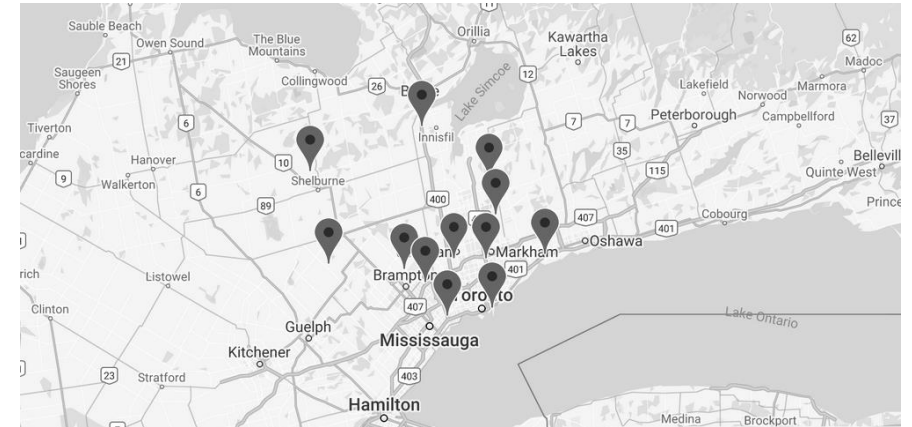 11
Sauble Beach
Orillia
Kawartha
Lakes
62
Owen Sound
The Blue
Mountains
21
Madoc
Saugeen
Shores
Collingwood
26
12
Lakefield
Marmora
Lake Simcoe
Norwood
6
Peterborough
Campbellford
37
Tiverton
Innisfil
7
7
cardine
Hanover
10
35
Bellevil
9
Walkerton
Shelburne
115
Quinte West
6
89
400
Prince
407
Cobourg
401
Oshawa
Markham
401
rich
Listowel
Brampton
407
Toronto
Clinton
Guelph
Lake Ontario
Mississauga
Kitchener
23
Stratford
403
Hamilton
7
Medina
Brockport